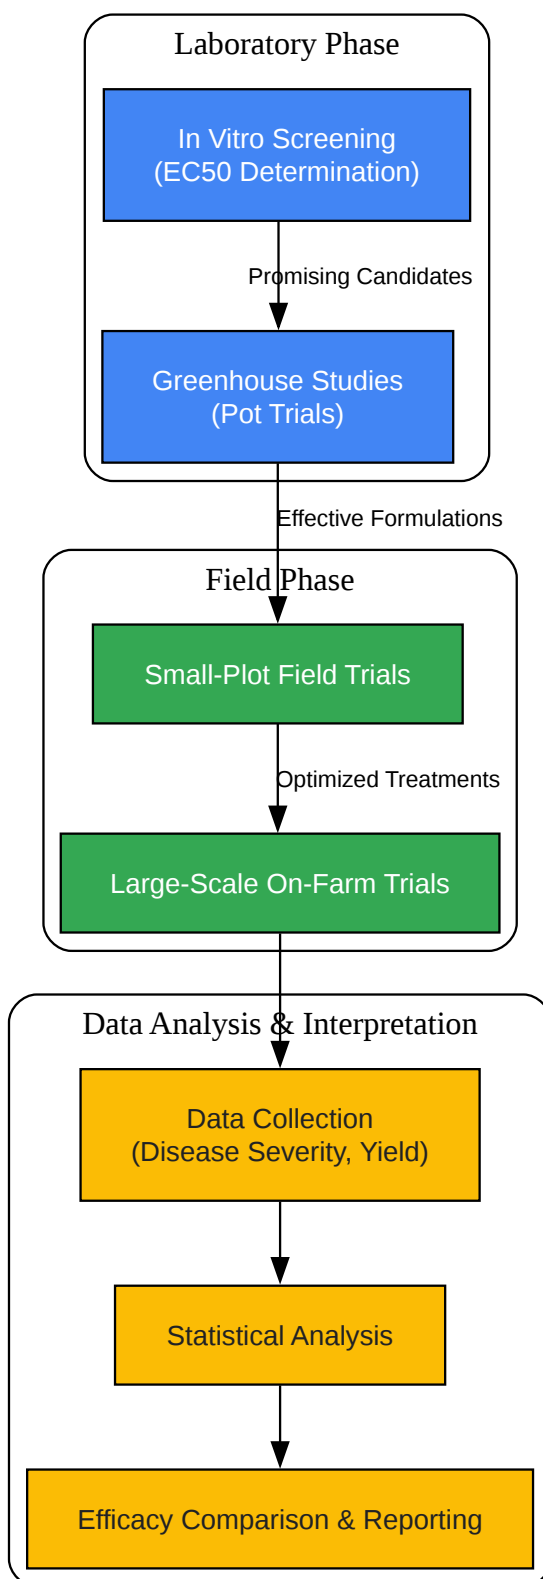 Laboratory Phase
In Vitro Screening
(EC50 Determination)
Promising Candidates
Greenhouse Studies
(Pot Trials)
Effective Formulations
Field Phase
Small-Plot Field Trials
Optimized Treatments
Large-Scale On-Farm Trials
Data Analysis & Interpretation
Data Collection
(Disease Severity, Yield)
Statistical Analysis
Efficacy Comparison & Reporting